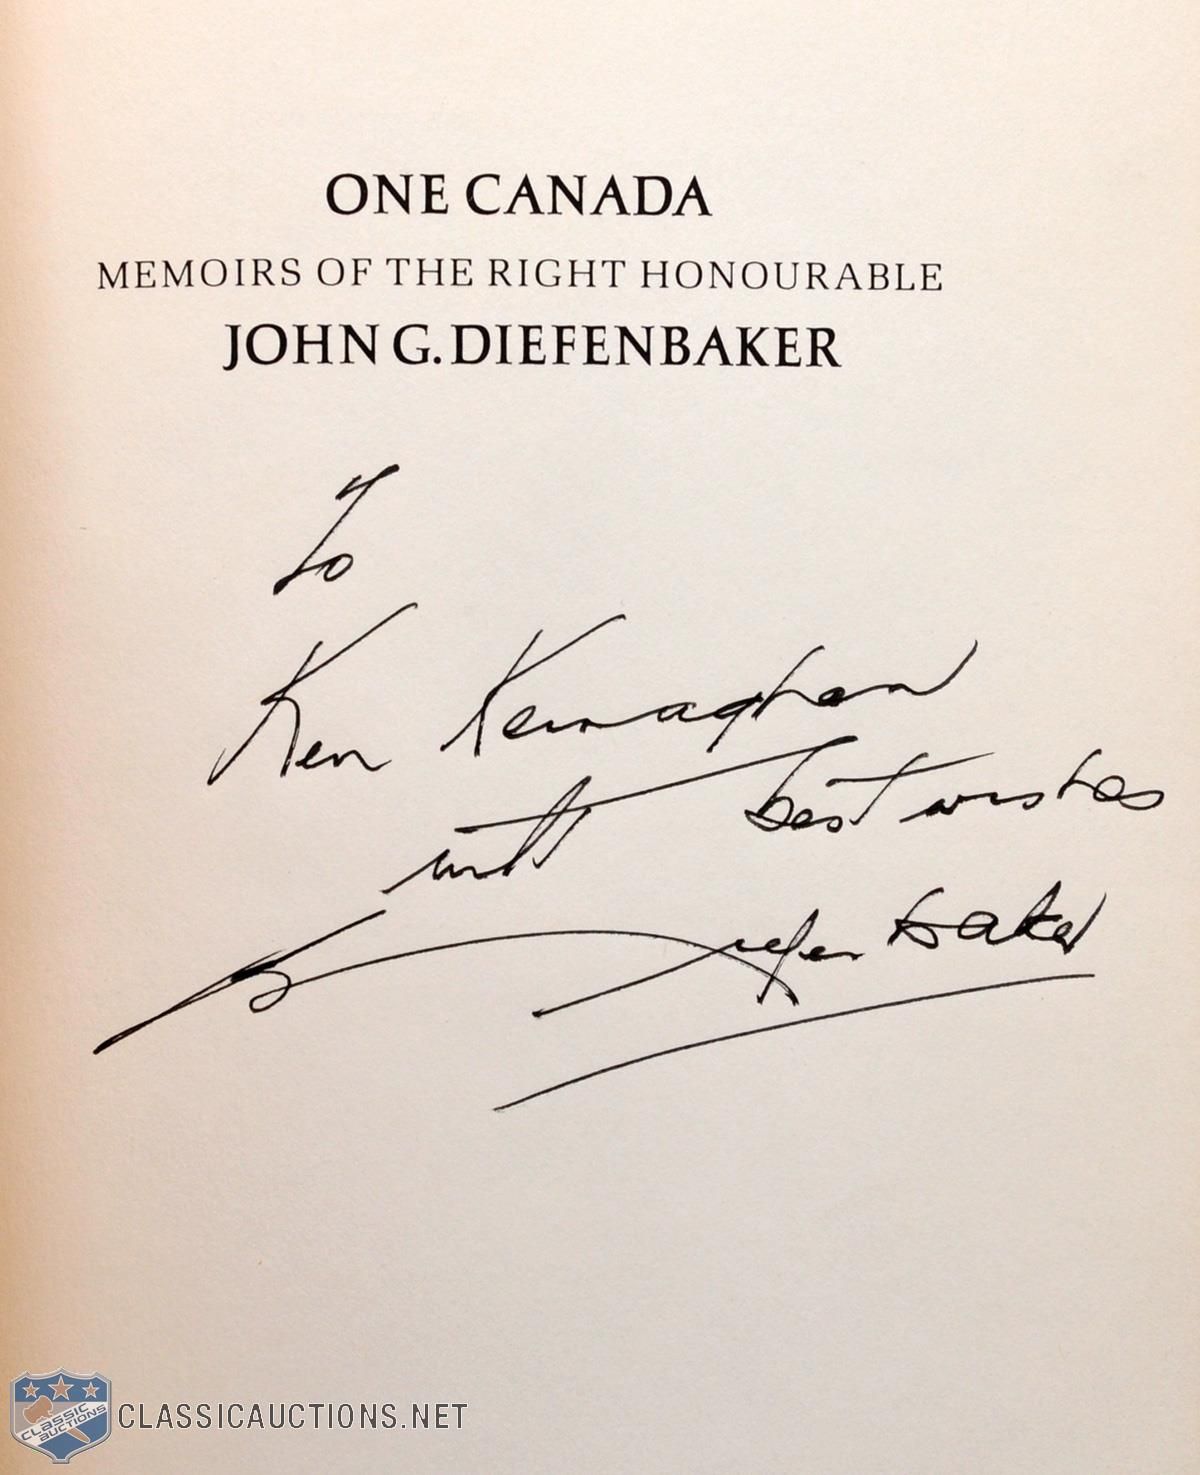 ONE CANADA
MEMOIRS OF THE RIGHT HONOURABLE
JOHN G. DIEFENBAKER
To
Ken Kernaghan
with best wishes
J Diefenbaker
CLASSIC AUCTIONS
CLASSICAUCTIONS.NET